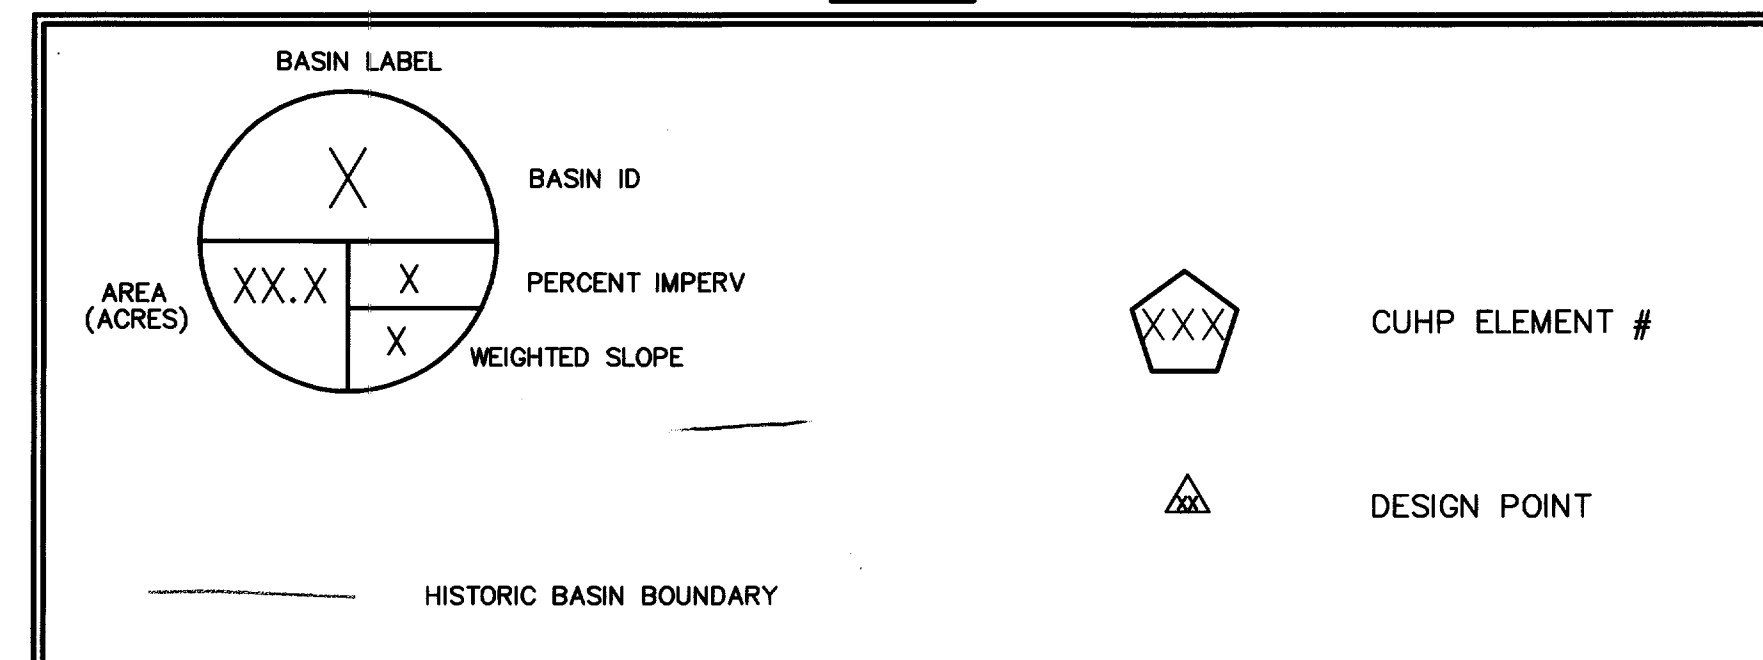 BASIN LABEL
X
BASIN ID
AREA
(ACRES)
XX.X
X
PERCENT IMPERV
X
WEIGHTED SLOPE
XXX
CUHP ELEMENT #
XX
DESIGN POINT
HISTORIC BASIN BOUNDARY